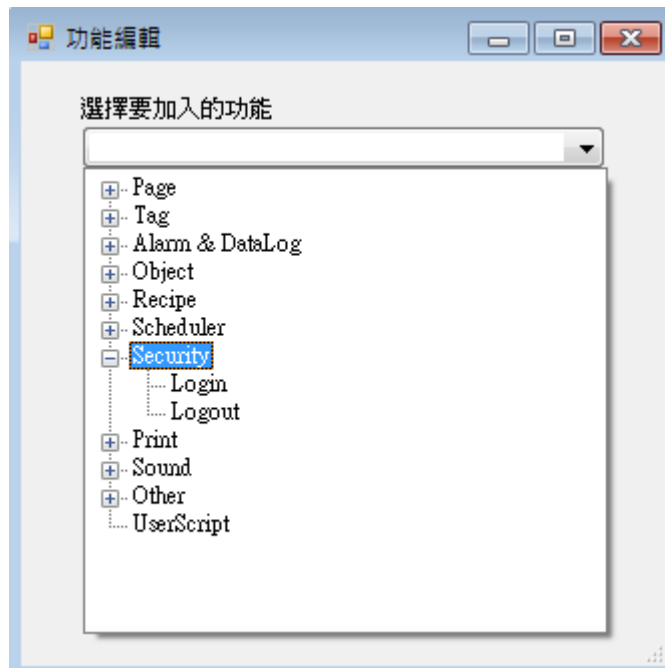 功能編輯
選擇要加入的功能
Page
Tag
Alarm & DataLog
Object
Recipe
Scheduler
Security
Login
Logout
Print
Sound
Other
UserScript